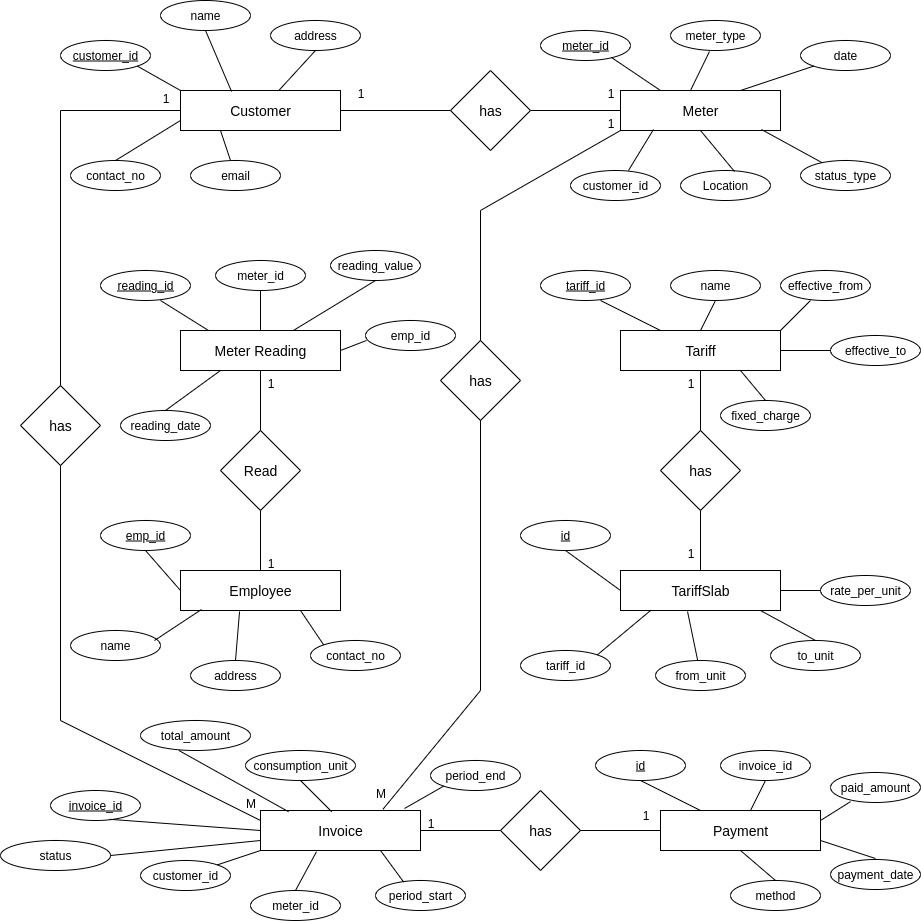 name
customer_id
address
meter_id
meter_type
date
1
Customer
1
has
1
Meter
1
contact_no
email
customer_id
Location
status_type
reading_id
meter_id
reading_value
tariff_id
name
effective_from
Meter Reading
emp_id
Tariff
effective_to
1
1
reading_date
fixed_charge
has
has
Read
has
emp_id
id
1
1
Employee
TariffSlab
rate_per_unit
name
contact_no
tariff_id
to_unit
address
from_unit
total_amount
consumption_unit
period_end
id
invoice_id
paid_amount
M
M
invoice_id
1
1
Invoice
has
Payment
status
customer_id
payment_date
meter_id
period_start
method